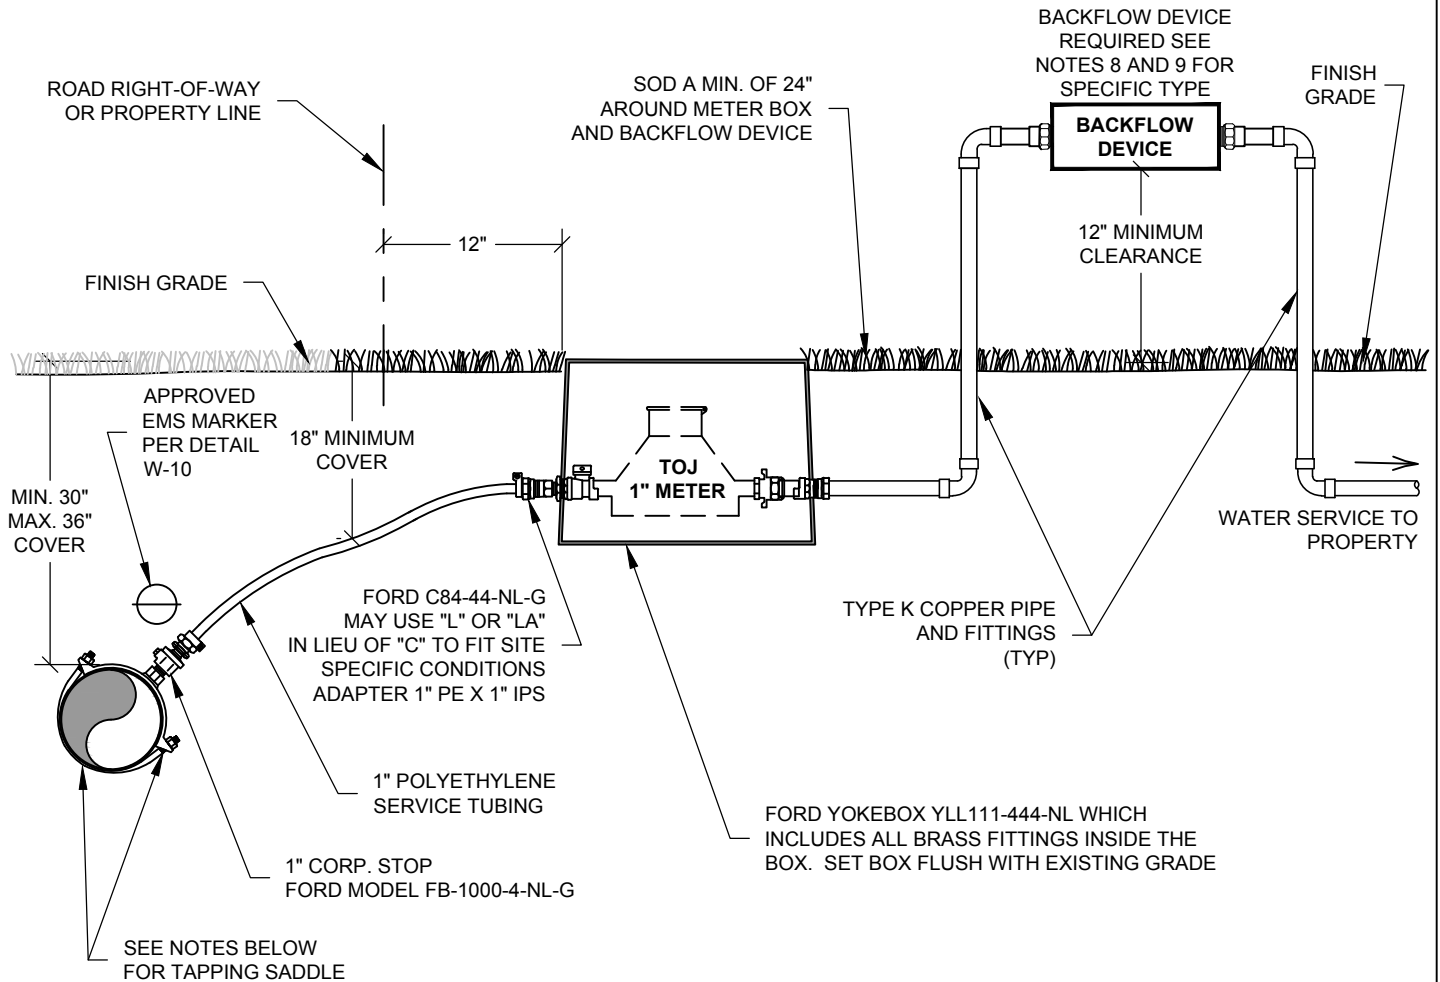 BACKFLOW DEVICE
REQUIRED SEE
NOTES 8 AND 9 FOR
SPECIFIC TYPE
ROAD RIGHT-OF-WAY
OR PROPERTY LINE
SOD A MIN. OF 24"
AROUND METER BOX
AND BACKFLOW DEVICE
FINISH
GRADE
BACKFLOW
DEVICE
12"
12" MINIMUM
CLEARANCE
FINISH GRADE
APPROVED
EMS MARKER
PER DETAIL
W-10
18" MINIMUM
COVER
TOJ
1" METER
MIN. 30"
MAX. 36"
COVER
WATER SERVICE TO
PROPERTY
FORD C84-44-NL-G
MAY USE "L" OR "LA"
IN LIEU OF "C" TO FIT SITE
SPECIFIC CONDITIONS
ADAPTER 1" PE X 1" IPS
TYPE K COPPER PIPE
AND FITTINGS
(TYP)
1" POLYETHYLENE
SERVICE TUBING
FORD YOKEBOX YLL111-444-NL WHICH
INCLUDES ALL BRASS FITTINGS INSIDE THE
BOX.  SET BOX FLUSH WITH EXISTING GRADE
1" CORP. STOP
FORD MODEL FB-1000-4-NL-G
SEE NOTES BELOW
FOR TAPPING SADDLE